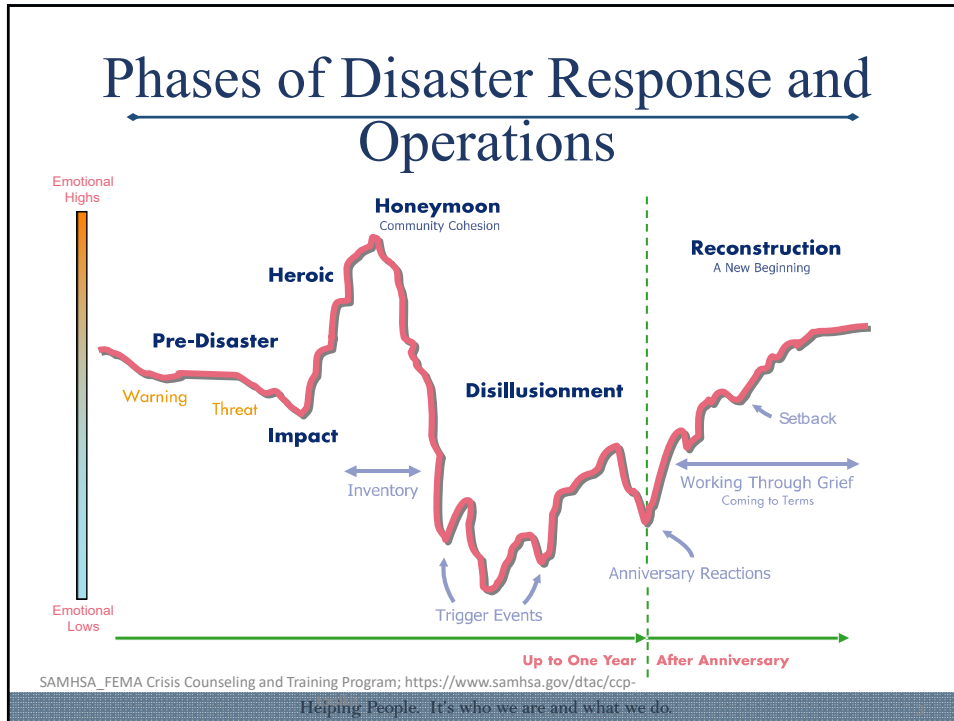 Phases of Disaster Response and
Operations
Emotional
Highs
Honeymoon
Community Cohesion
Reconstruction
A New Beginning
Heroic
Pre-Disaster
Warning
Threat
Disillusionment
Impact
Setback
Inventory
Working Through Grief
Coming to Terms
Anniversary Reactions
Trigger Events
Emotional
Lows
Up to One Year
After Anniversary
SAMHSA_FEMA Crisis Counseling and Training Program; https://www.samhsa.gov/dtac/ccp-
Helping People. It's who we are and what we do.